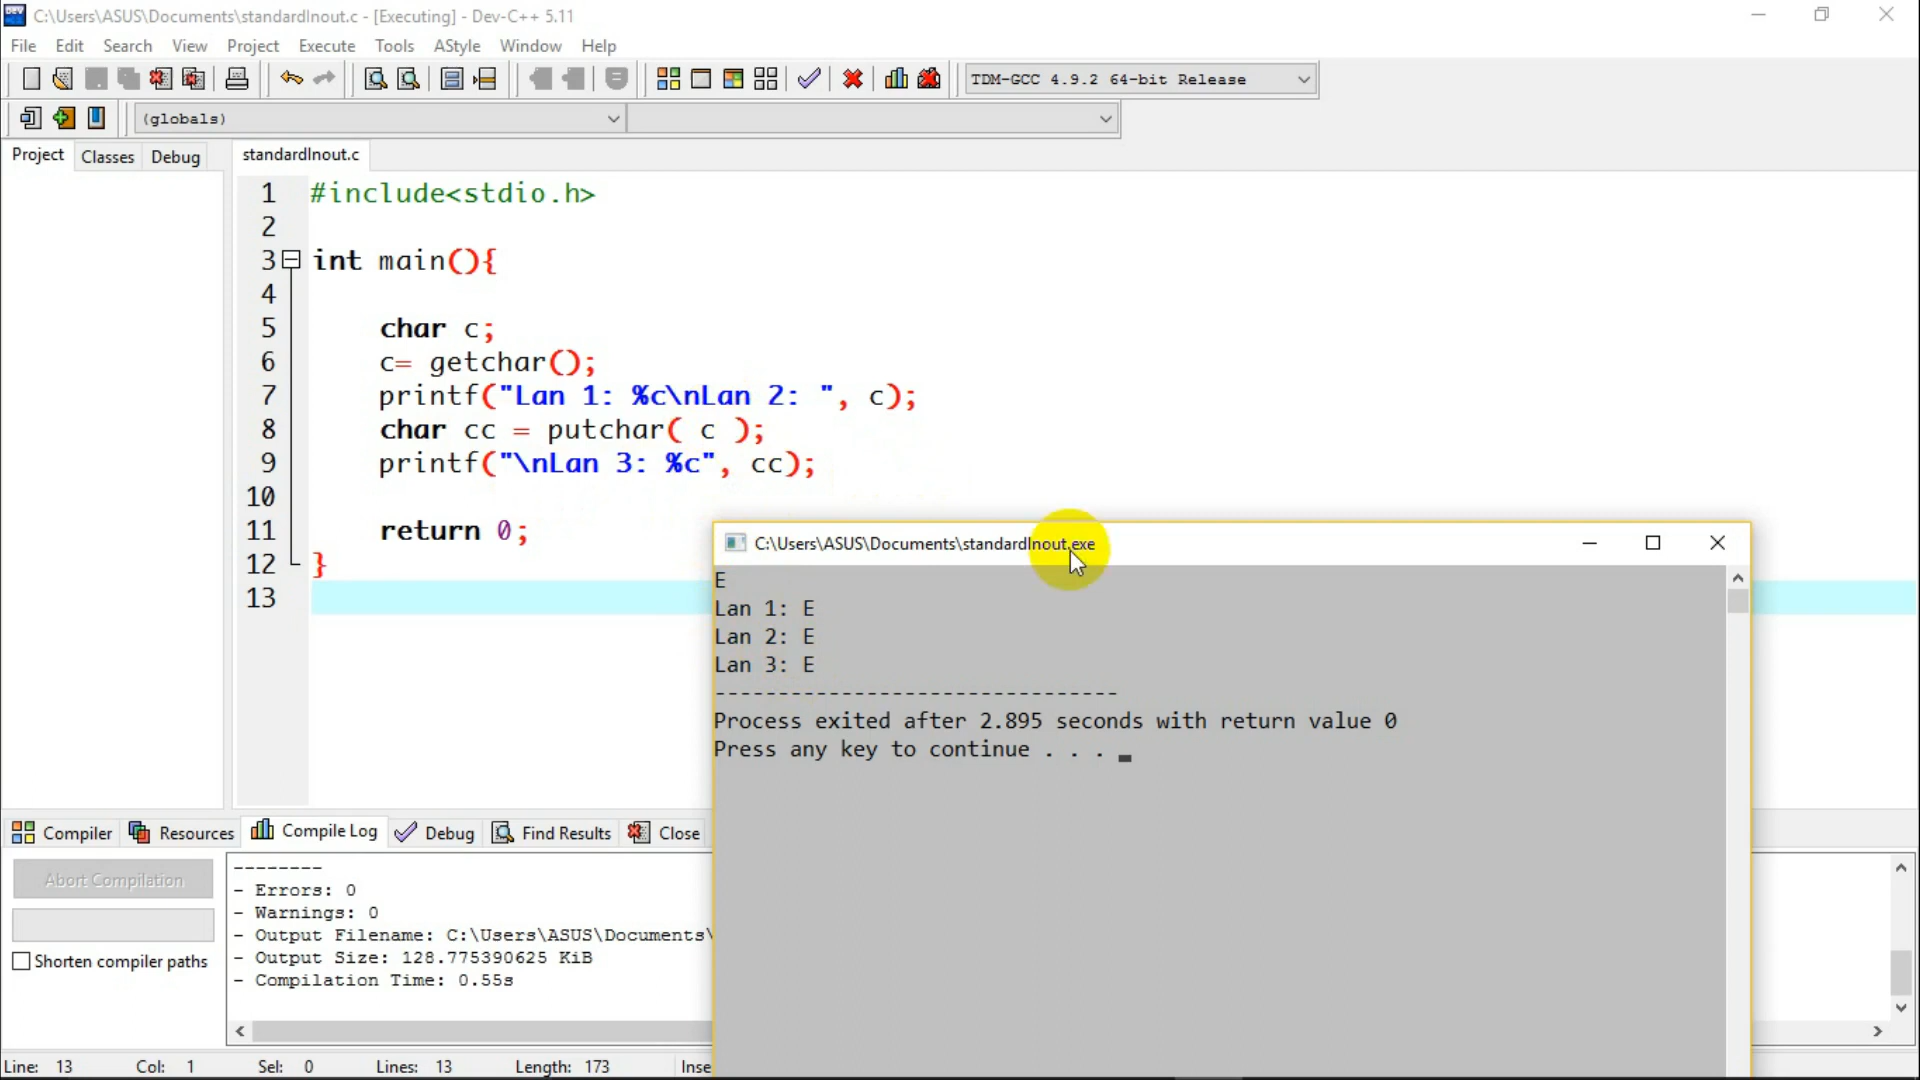 C:\Users\ASUS\Documents\standardInout.c - [Executing] - Dev-C++ 5.11
File Edit Search View Project Execute Tools AStyle Window Help
TDM-GCC 4.9.2 64-bit Release
(globals)
Project Classes Debug standardInout.c
1 #include<stdio.h>
2
3 int main(){
4
5 char c;
6 c= getchar();
7 printf("Lan 1: %c\nLan 2: ", c);
8 char cc = putchar( c );
9 printf("\nLan 3: %c", cc);
10
11 return 0;
12 }
13
C:\Users\ASUS\Documents\standardInout.exe
E
Lan 1: E
Lan 2: E
Lan 3: E
--------------------------------
Process exited after 2.895 seconds with return value 0
Press any key to continue . . .
Compiler Resources Compile Log Debug Find Results Close
Abort Compilation
Shorten compiler paths
--------
- Errors: 0
- Warnings: 0
- Output Filename: C:\Users\ASUS\Documents\
- Output Size: 128.775390625 KiB
- Compilation Time: 0.55s
Line: 13 Col: 1 Sel: 0 Lines: 13 Length: 173 Inse